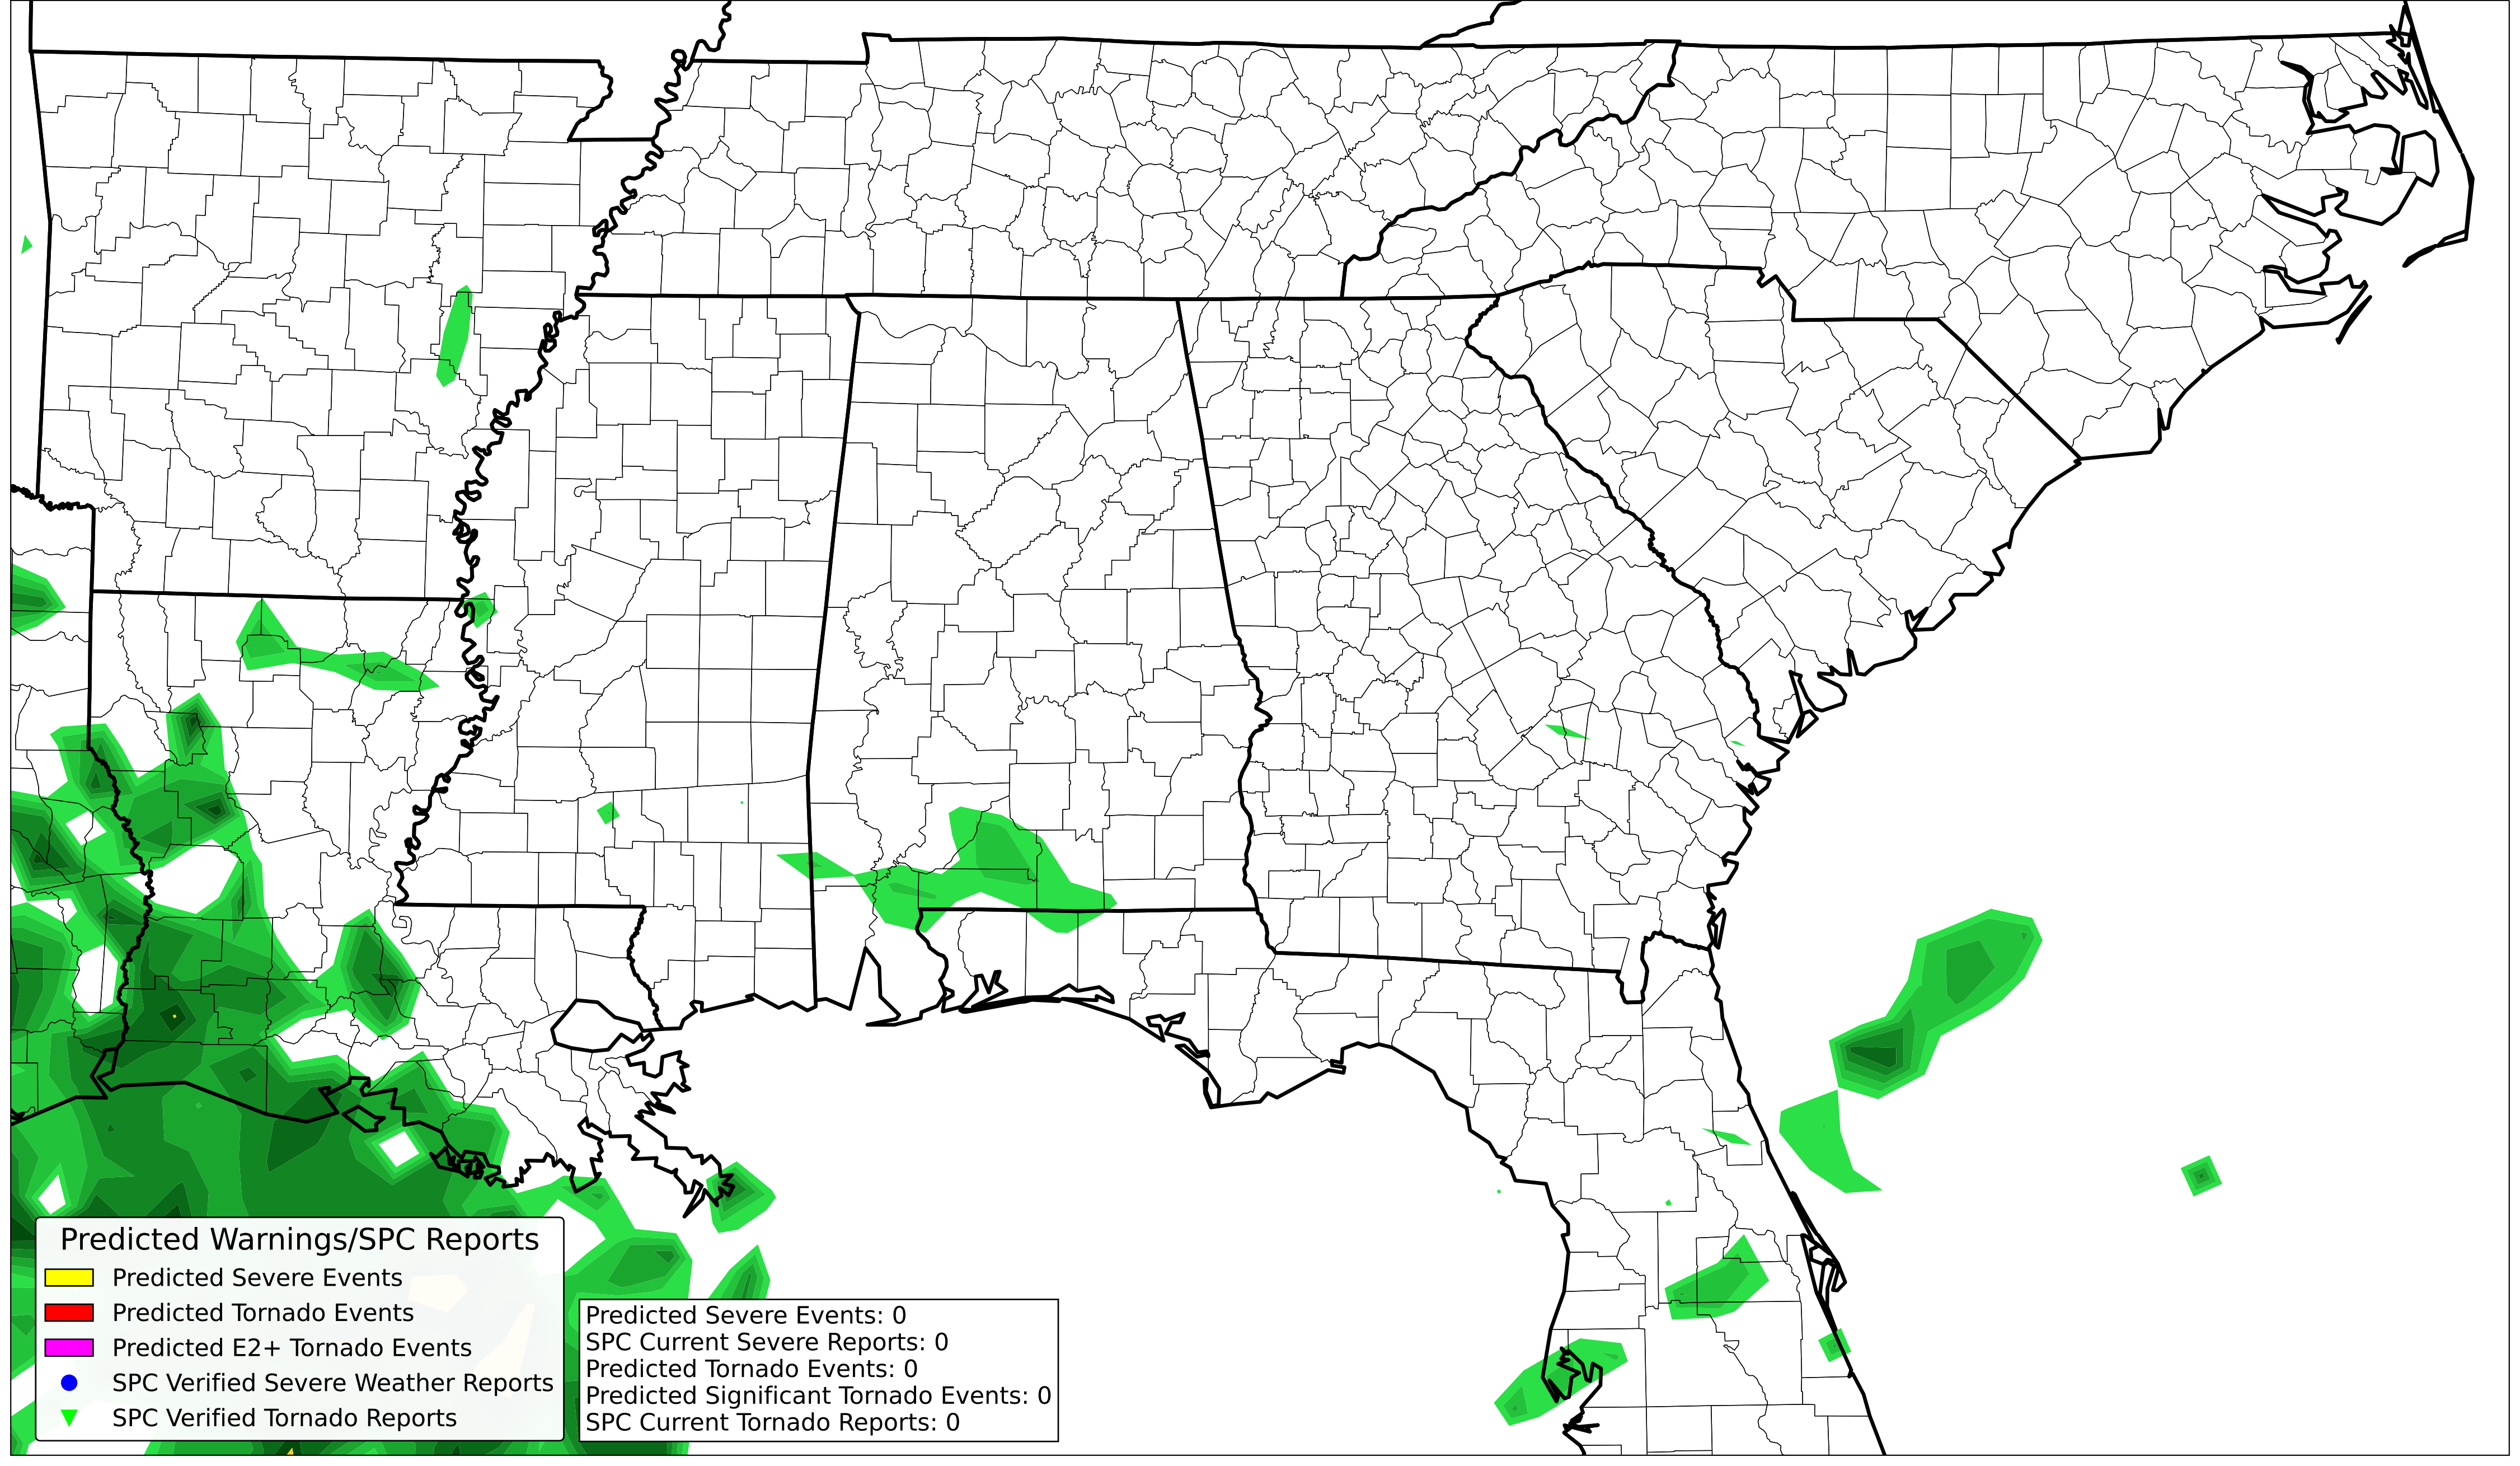 Predicted Warnings/SPC Reports
Predicted Severe Events
Predicted Tornado Events
Predicted E2+ Tornado Events
SPC Verified Severe Weather Reports
SPC Verified Tornado Reports
Predicted Severe Events: 0
SPC Current Severe Reports: 0
Predicted Tornado Events: 0
Predicted Significant Tornado Events: 0
SPC Current Tornado Reports: 0